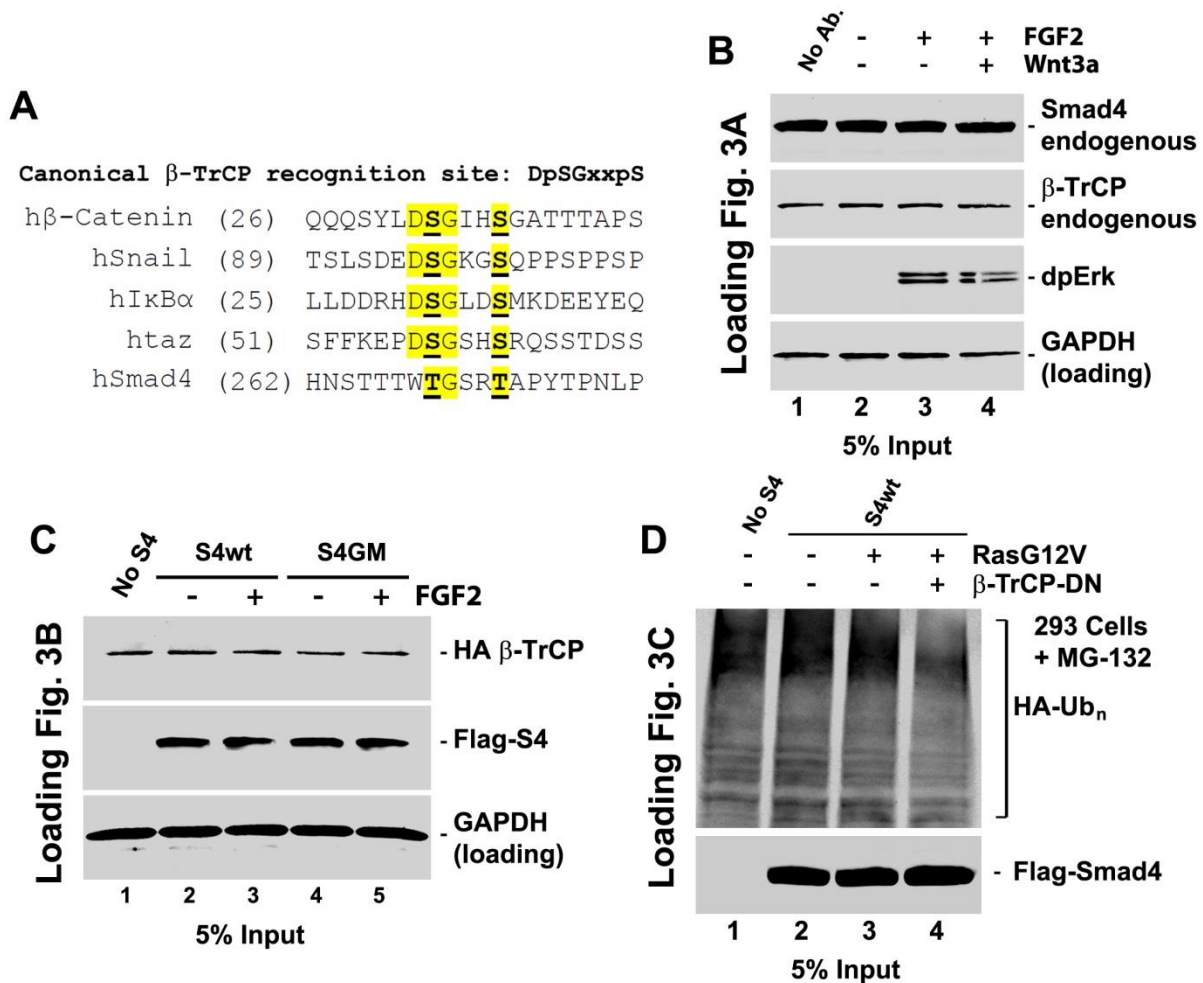 A
Canonical β-TrCP recognition site: DpSGxxpS
hβ-Catenin (26) QQQSYLDSGIHSGATTTAPS
hSnail (89) TSLSDEDSGKGSQPPSPPSP
hIκBα (25) LLDDRHDSGLDSMKDEEYEQ
htaz (51) SFFKEPDSGSHSRQSSTDSS
hSmad4 (262) HNSTTTWTGSRTAPYTPNLP
B
No Ab. - + + FGF2
- - + Wnt3a
Loading Fig. 3A
- Smad4
endogenous
- β-TrCP
endogenous
- dpErk
- GAPDH
(loading)
1 2 3 4
5% Input
C
No S4 S4wt S4GM
- + - + FGF2
Loading Fig. 3B
- HA β-TrCP
- Flag-S4
- GAPDH
(loading)
1 2 3 4 5
5% Input
D
No S4 S4wt
- - + + RasG12V
- - - + β-TrCP-DN
Loading Fig. 3C
293 Cells
+ MG-132
HA-Ubn
- Flag-Smad4
1 2 3 4
5% Input